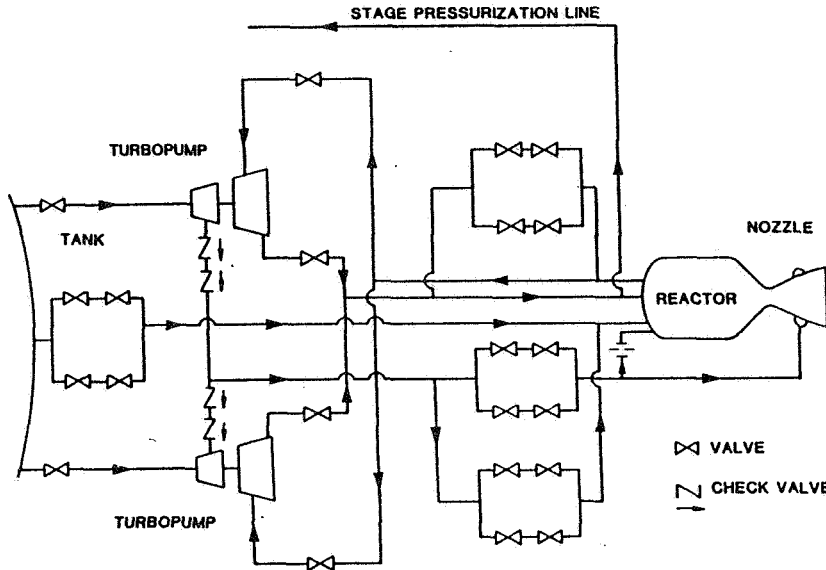 STAGE PRESSURIZATION LINE
TURBOPUMP
TANK
NOZZLE
REACTOR
VALVE
CHECK VALVE
TURBOPUMP